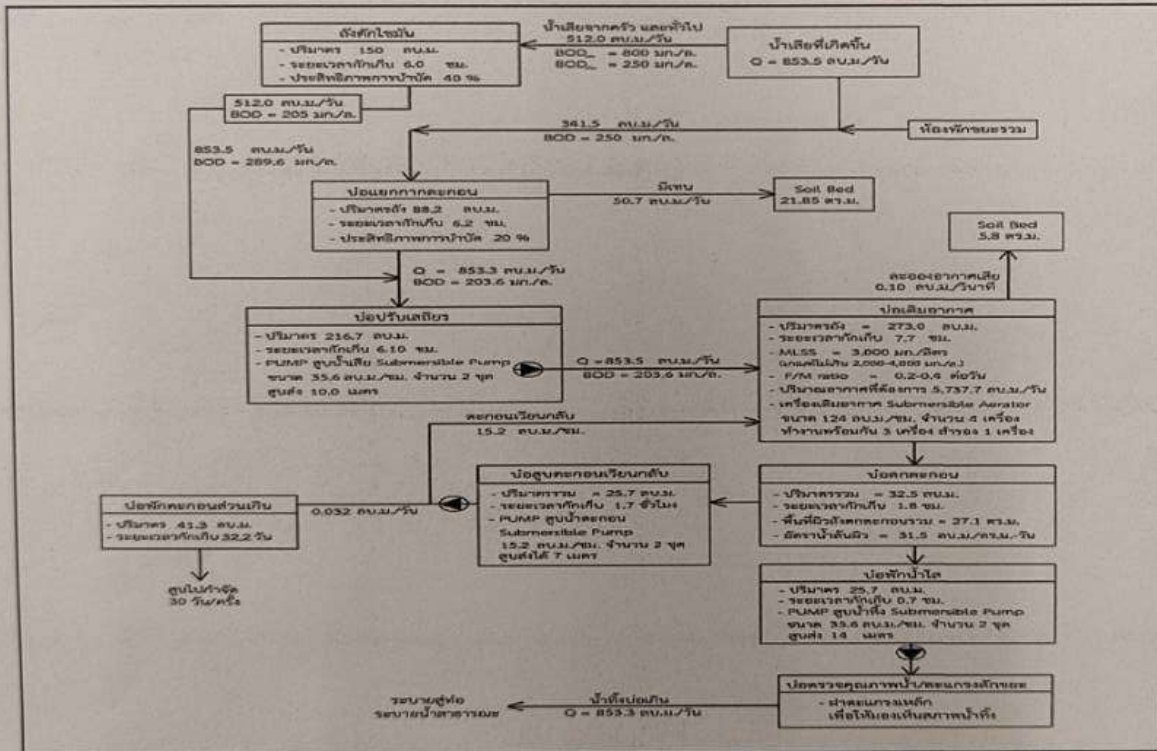 น้ำเสียที่เกิดขึ้น
Q = 853.5 ลบ.ม./วัน
น้ำเสียจากครัว และทั่วไป
512.0 ลบ.ม./วัน
= 800 มก./ล.
= 250 มก./ล.
ถังดักไขมัน
- ปริมาตร 150 ลบ.ม.
- ระยะเวลากักเก็บ 6.0 ชม.
- ประสิทธิภาพการบำบัด 40 %
512.0 ลบ.ม./วัน
BOD = 205 มก./ล.
341.5 ลบ.ม./วัน
BOD = 250 มก./ล.
ห้องพักขยะรวม
853.5 ลบ.ม./วัน
BOD = 289.6 มก./ล.
บ่อแยกกากตะกอน
- ปริมาตรถัง 88.2 ลบ.ม.
- ระยะเวลากักเก็บ 6.2 ชม.
- ประสิทธิภาพการบำบัด 20 %
มีเทน
50.7 ลบ.ม./วัน
Soil Bed
21.85 ตร.ม.
Soil Bed
5.8 ตร.ม.
Q = 853.3 ลบ.ม./วัน
BOD = 203.6 มก./ล.
ละอองอากาศเสีย
0.10 ลบ.ม./วินาที
บ่อปรับเสถียร
- ปริมาตร 216.7 ลบ.ม.
- ระยะเวลากักเก็บ 6.10 ชม.
- PUMP สูบน้ำเสีย Submersible Pump
ขนาด 35.6 ลบ.ม./ชม. จำนวน 2 ชุด
สูบส่ง 10.0 เมตร
Q =853.5 ลบ.ม./วัน
BOD = 203.6 มก./ล.
บ่อเติมอากาศ
- ปริมาตรถัง = 273.0 ลบ.ม.
- ระยะเวลากักเก็บ 7.7 ชม.
- MLSS = 3,000 มก./ลิตร
- F/M ratio = 0.2-0.4 ต่อวัน
- ปริมาณอากาศที่ต้องการ 5,737.7 ลบ.ม./วัน
- เครื่องเติมอากาศ Submersible Aerator
ขนาด 124 ลบ.ม./ชม. จำนวน 4 เครื่อง
ทำงานพร้อมกัน 3 เครื่อง สำรอง 1 เครื่อง
ตะกอนเวียนกลับ
15.2 ลบ.ม./ชม.
บ่อสูบตะกอนเวียนกลับ
- ปริมาตรรวม = 25.7 ลบ.ม.
- ระยะเวลากักเก็บ 1.7 ชั่วโมง
- PUMP สูบน้ำตะกอน
Submersible Pump
15.2 ลบ.ม./ชม. จำนวน 2 ชุด
สูบส่งได้ 7 เมตร
บ่อตกตะกอน
- ปริมาตรรวม = 32.5 ลบ.ม.
- ระยะเวลากักเก็บ 1.8 ชม.
- พื้นที่ผิวถังตกตะกอนรวม = 27.1 ตร.ม.
- อัตราน้ำล้นผิว = 31.5 ลบ.ม./ตร.ม.-วัน
บ่อพักตะกอนส่วนเกิน
- ปริมาตร 41.3 ลบ.ม.
- ระยะเวลากักเก็บ 32.2 วัน
0.032 ลบ.ม./วัน
สูบไปกำจัด
30 วัน/ครั้ง
บ่อพักน้ำใส
- ปริมาตร 25.7 ลบ.ม.
- ระยะเวลากักเก็บ 0.7 ชม.
- PUMP สูบน้ำทิ้ง Submersible Pump
ขนาด 35.6 ลบ.ม./ชม. จำนวน 2 ชุด
สูบส่ง 14 เมตร
บ่อตรวจคุณภาพน้ำ/ตะแกรงดักขยะ
- ฝาตะแกรงเหล็ก
เพื่อให้มองเห็นสภาพน้ำทิ้ง
น้ำทิ้งบ่อเกิน
Q = 853.3 ลบ.ม./วัน
ระบายสู่ท่อ
ระบายน้ำสาธารณะ